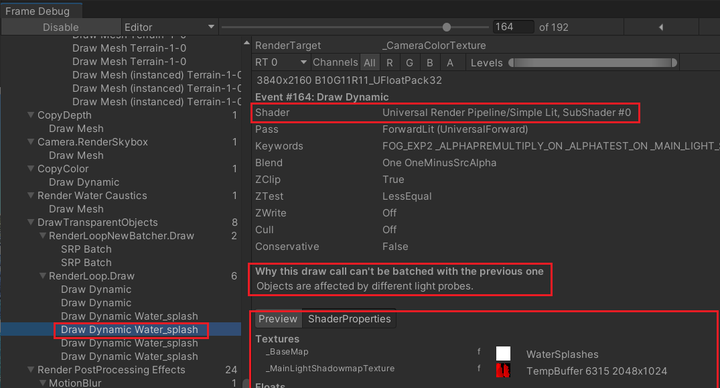 Frame Debug
Disable Editor 164 of 192
Draw Mesh Terrain-1-0
Draw Mesh Terrain-1-0
Draw Mesh Terrain-1-0
Draw Mesh (instanced) Terrain-1-0
Draw Mesh (instanced) Terrain-1-0
Draw Mesh (instanced) Terrain-1-0
CopyDepth 1
Draw Mesh
Camera.RenderSkybox 1
Draw Mesh
CopyColor 1
Draw Dynamic
Render Water Caustics 1
Draw Mesh
DrawTransparentObjects 8
RenderLoopNewBatcher.Draw 2
SRP Batch
SRP Batch
RenderLoop.Draw 6
Draw Dynamic
Draw Dynamic
Draw Dynamic Water_splash
Draw Dynamic Water_splash
Draw Dynamic Water_splash
Draw Dynamic Water_splash
Render PostProcessing Effects 24
MotionBlur
RenderTarget _CameraColorTexture
RT 0 Channels All R G B A Levels
3840x2160 B10G11R11_UFloatPack32
Event #164: Draw Dynamic
Shader Universal Render Pipeline/Simple Lit, SubShader #0
Pass ForwardLit (UniversalForward)
Keywords FOG_EXP2 _ALPHAPREMULTIPLY_ON _ALPHATEST_ON _MAIN_LIGHT_
Blend One OneMinusSrcAlpha
ZClip True
ZTest LessEqual
ZWrite Off
Cull Off
Conservative False
Why this draw call can't be batched with the previous one
Objects are affected by different light probes.
Preview ShaderProperties
Textures
_BaseMap f WaterSplashes
_MainLightShadowmapTexture f TempBuffer 6315 2048x1024
Floats